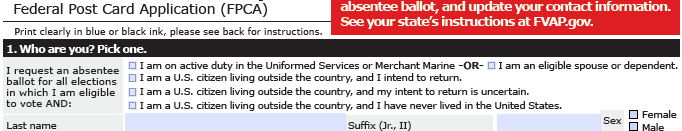 Federal Post Card Application (FPCA)
absentee ballot, and update your contact information.
Print clearly in blue or black ink, please see back for instructions.
See your state's instructions at FVAP.gov.
1. Who are you? Pick one.
I request an absentee
ballot for all elections
in which I am eligible
to vote AND:
I am on active duty in the Uniformed Services or Merchant Marine -OR- I am an eligible spouse or dependent.
I am a U.S. citizen living outside the country, and I intend to return.
I am a U.S. citizen living outside the country, and my intent to return is uncertain.
I am a U.S. citizen living outside the country, and I have never lived in the United States.
Last name
Suffix (Jr., II)
Sex
Female
Male